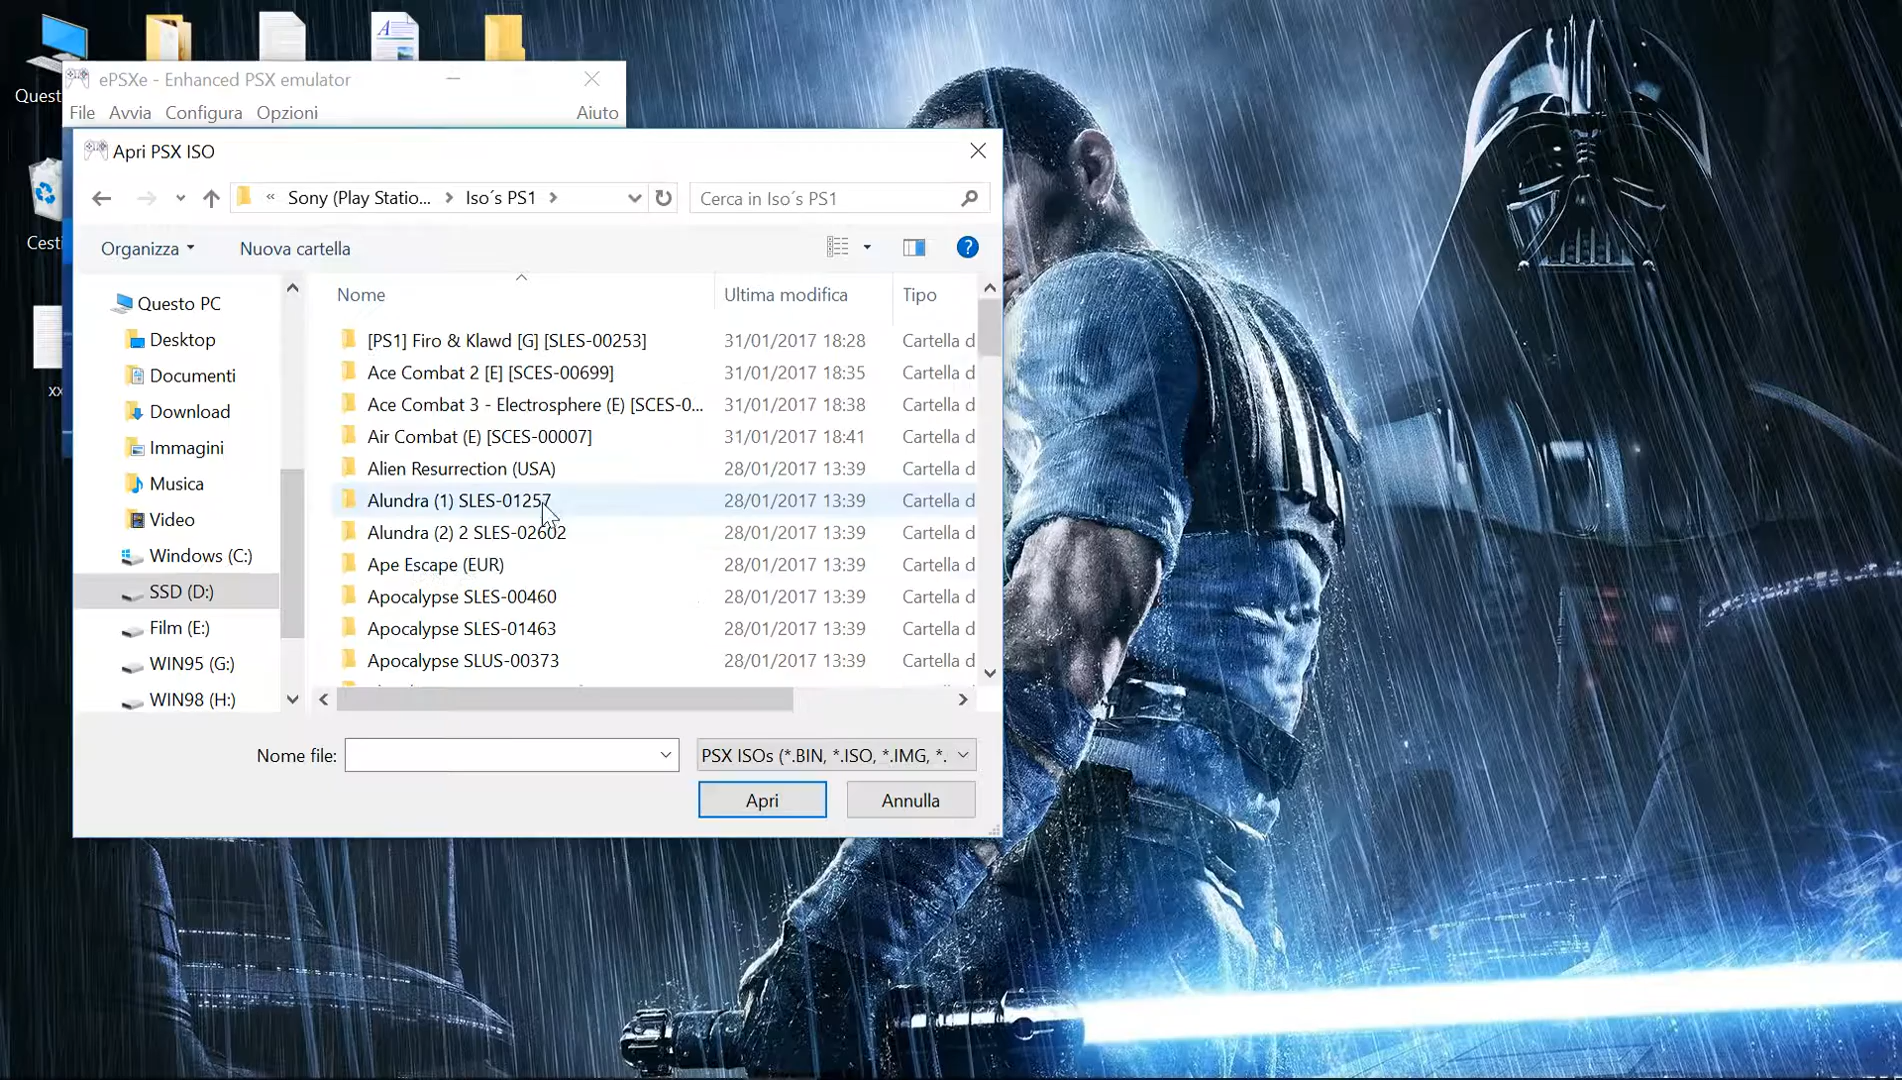 Quest
ePSXe - Enhanced PSX emulator
File Avvia Configura Opzioni Aiuto
Apri PSX ISO
« Sony (Play Statio... > Iso´s PS1 >
Cerca in Iso´s PS1
Cesti
Organizza
Nuova cartella
Nome Ultima modifica Tipo
Questo PC
Desktop
Documenti
Download
Immagini
Musica
Video
Windows (C:)
SSD (D:)
Film (E:)
WIN95 (G:)
WIN98 (H:)
[PS1] Firo & Klawd [G] [SLES-00253] 31/01/2017 18:28 Cartella d
Ace Combat 2 [E] [SCES-00699] 31/01/2017 18:35 Cartella d
Ace Combat 3 - Electrosphere (E) [SCES-0... 31/01/2017 18:38 Cartella d
Air Combat (E) [SCES-00007] 31/01/2017 18:41 Cartella d
Alien Resurrection (USA) 28/01/2017 13:39 Cartella d
Alundra (1) SLES-01257 28/01/2017 13:39 Cartella d
Alundra (2) 2 SLES-02602 28/01/2017 13:39 Cartella d
Ape Escape (EUR) 28/01/2017 13:39 Cartella d
Apocalypse SLES-00460 28/01/2017 13:39 Cartella d
Apocalypse SLES-01463 28/01/2017 13:39 Cartella d
Apocalypse SLUS-00373 28/01/2017 13:39 Cartella d
xx
Nome file:
PSX ISOs (*.BIN, *.ISO, *.IMG, *.
Apri
Annulla